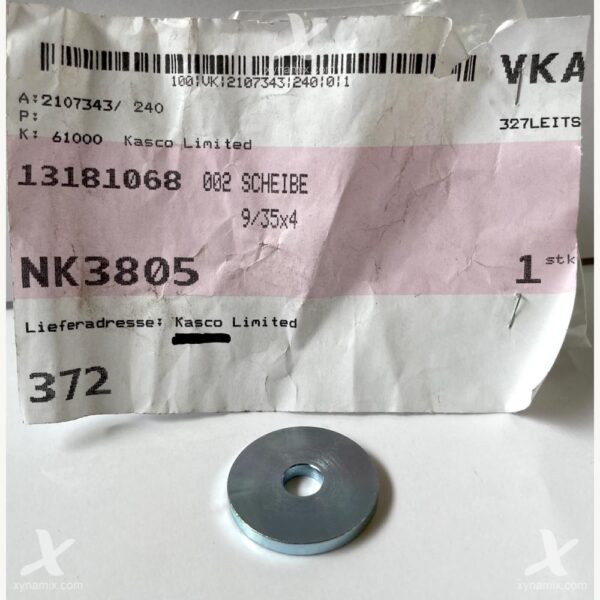 100|VK|2107343|240|0|1
VKA
A:2107343/ 240
P:
K: 61000 Kasco Limited
327LEITS
13181068 002 SCHEIBE
9/35x4
NK3805 1 stk
Lieferadresse: Kasco Limited
372
X
xynamix.com
X
xynamix.com